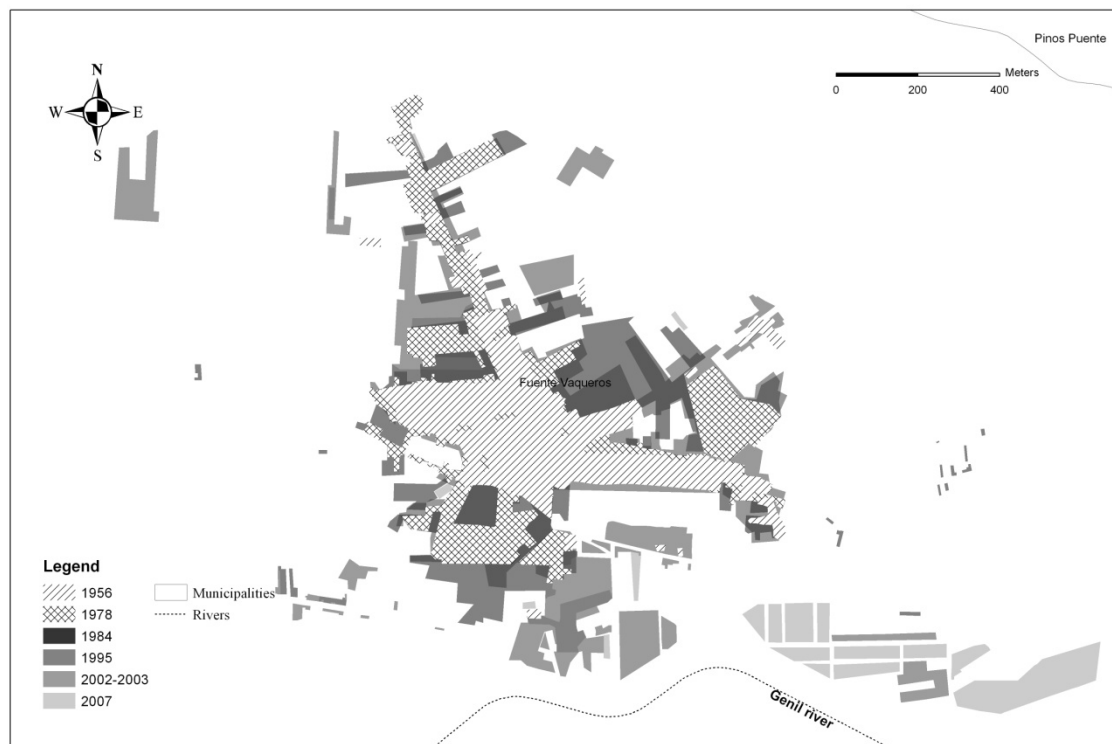 Pinos Puente
Meters
0 200 400
N
W E
S
Fuente Vaqueros
Legend
1956
1978
1984
1995
2002-2003
2007
Municipalities
Rivers
Genil river